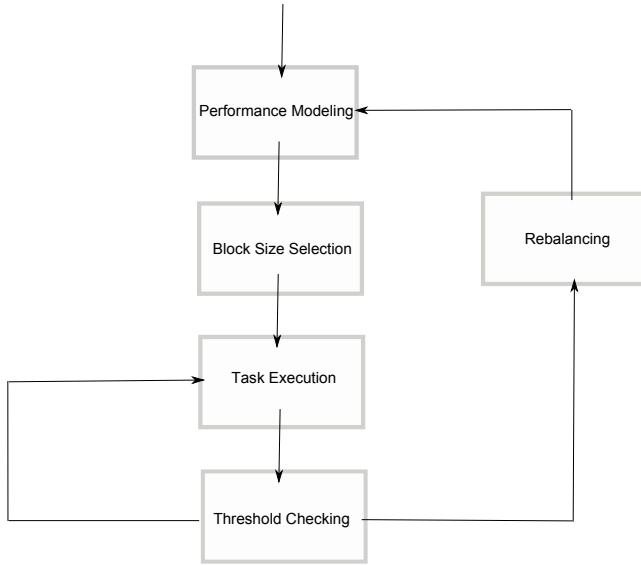 Performance Modeling
Block Size Selection
Rebalancing
Task Execution
Threshold Checking